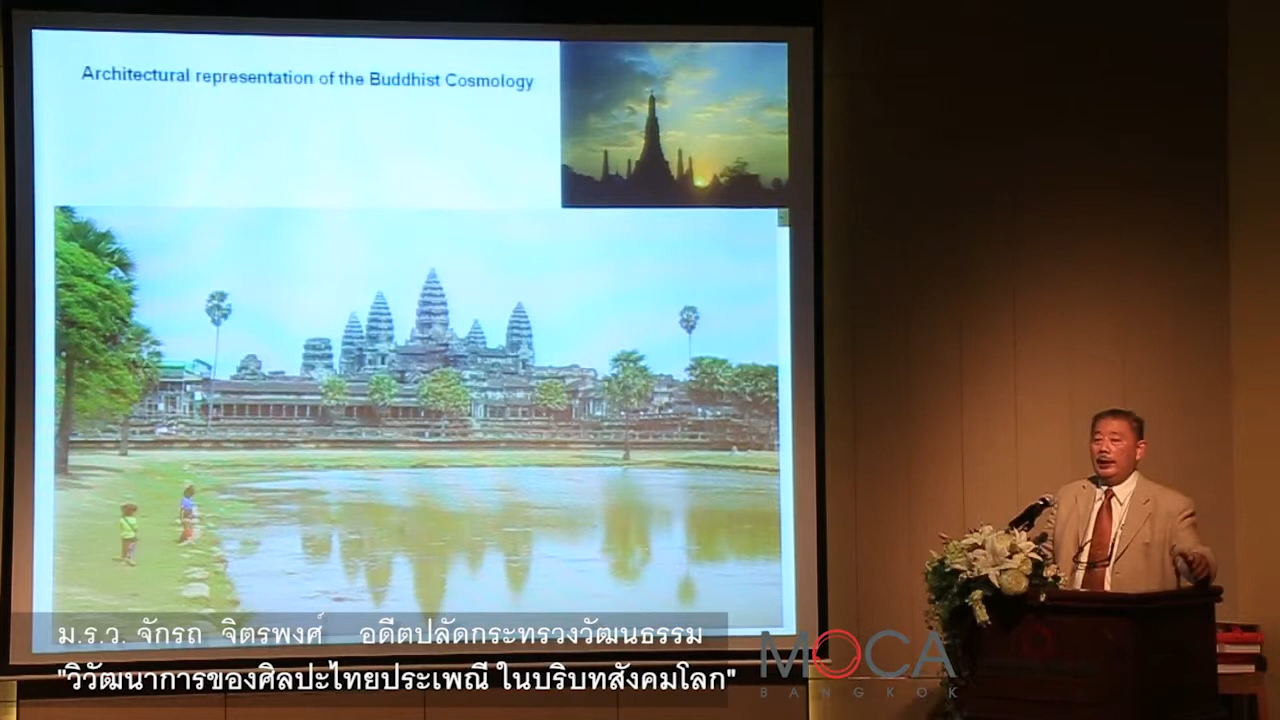 Architectural representation of the Buddhist Cosmology
ม.ร.ว. จักรถ จิตรพงศ์ อดีตปลัดกระทรวงวัฒนธรรม
"วิวัฒนาการของศิลปะไทยประเพณี ในบริบทสังคมโลก"
MOCA
BANGKOK